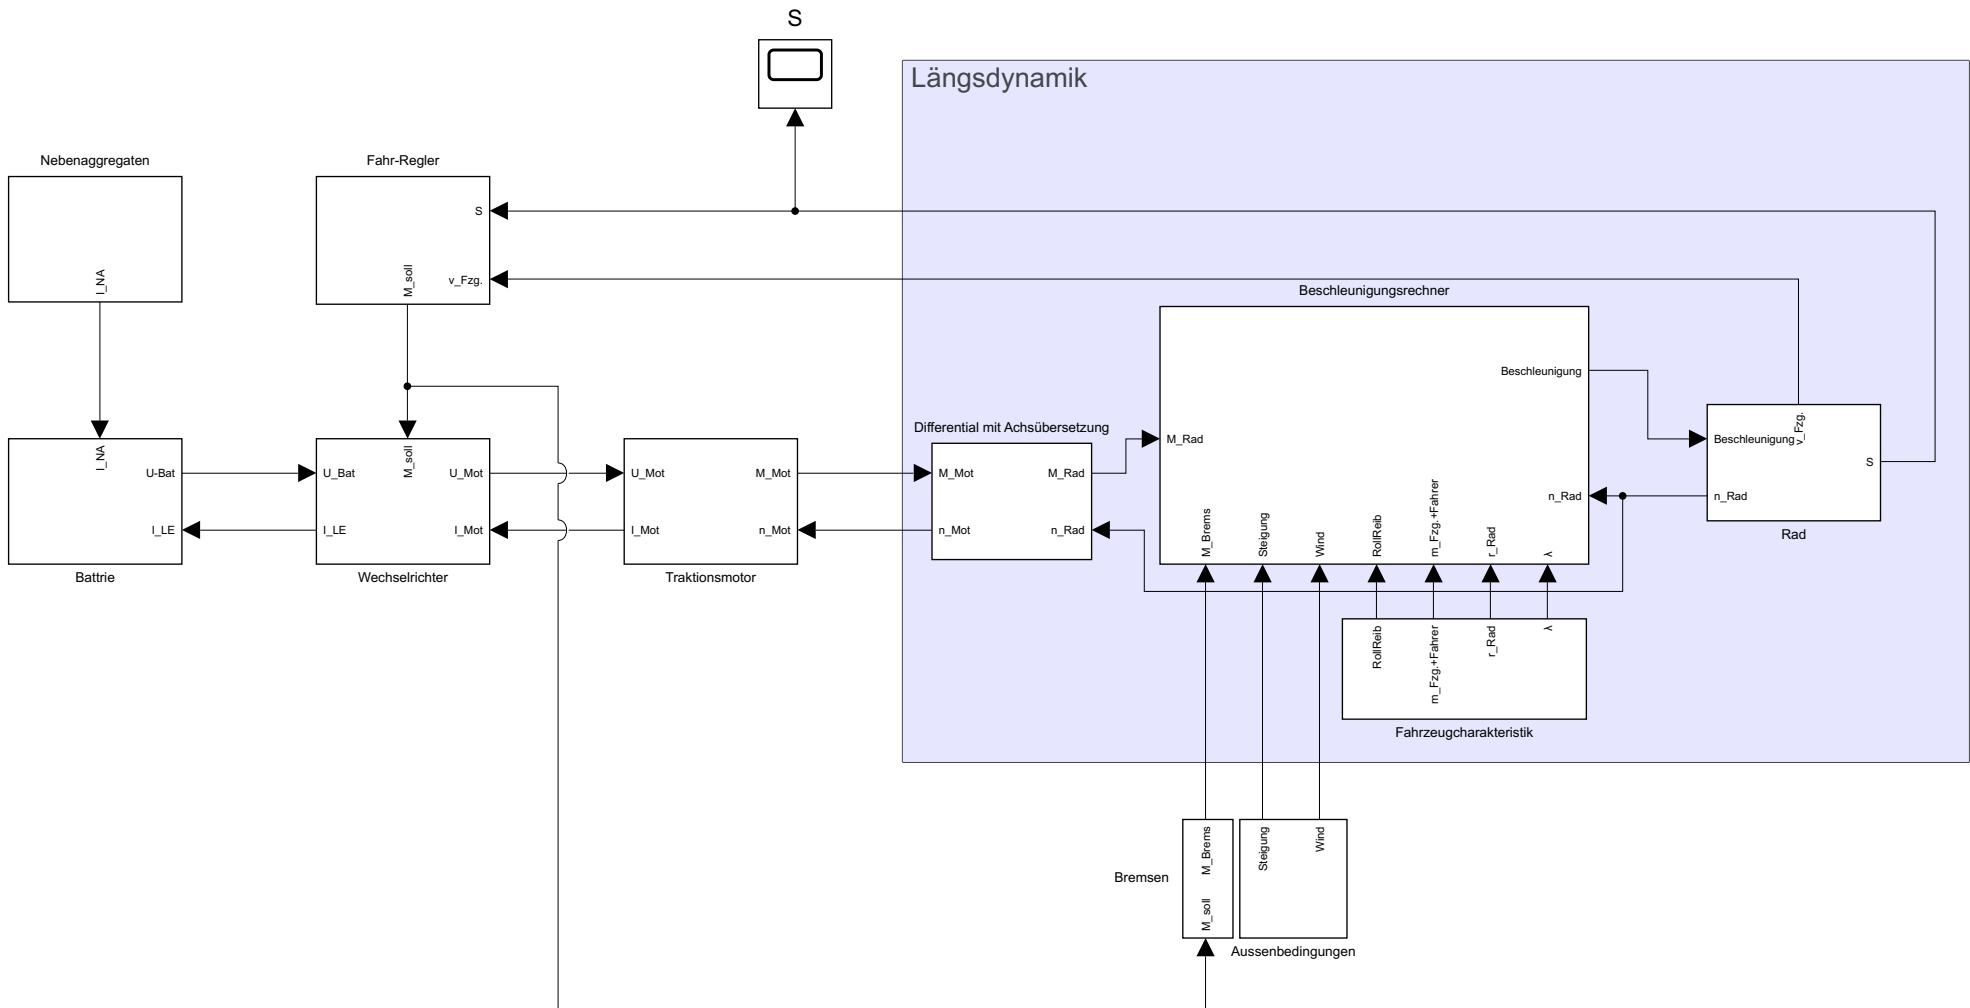 S
Längsdynamik
Nebenaggregaten
I_NA
Fahr-Regler
S
M_soll
v_Fzg.
Beschleunigungsrechner
Beschleunigung
M_Rad
n_Rad
M_Brems
Steigung
Wind
RollReib
m_Fzg.+Fahrer
r_Rad
λ
v_Fzg.
Beschleunigung
S
n_Rad
Rad
I_NA
U-Bat
I_LE
Battrie
M_soll
U_Bat
U_Mot
I_LE
I_Mot
Wechselrichter
U_Mot
M_Mot
I_Mot
n_Mot
Traktionsmotor
Differential mit Achsübersetzung
M_Mot
M_Rad
n_Mot
n_Rad
RollReib
m_Fzg.+Fahrer
r_Rad
λ
Fahrzeugcharakteristik
Bremsen
M_Brems
M_soll
Steigung
Wind
Aussenbedingungen